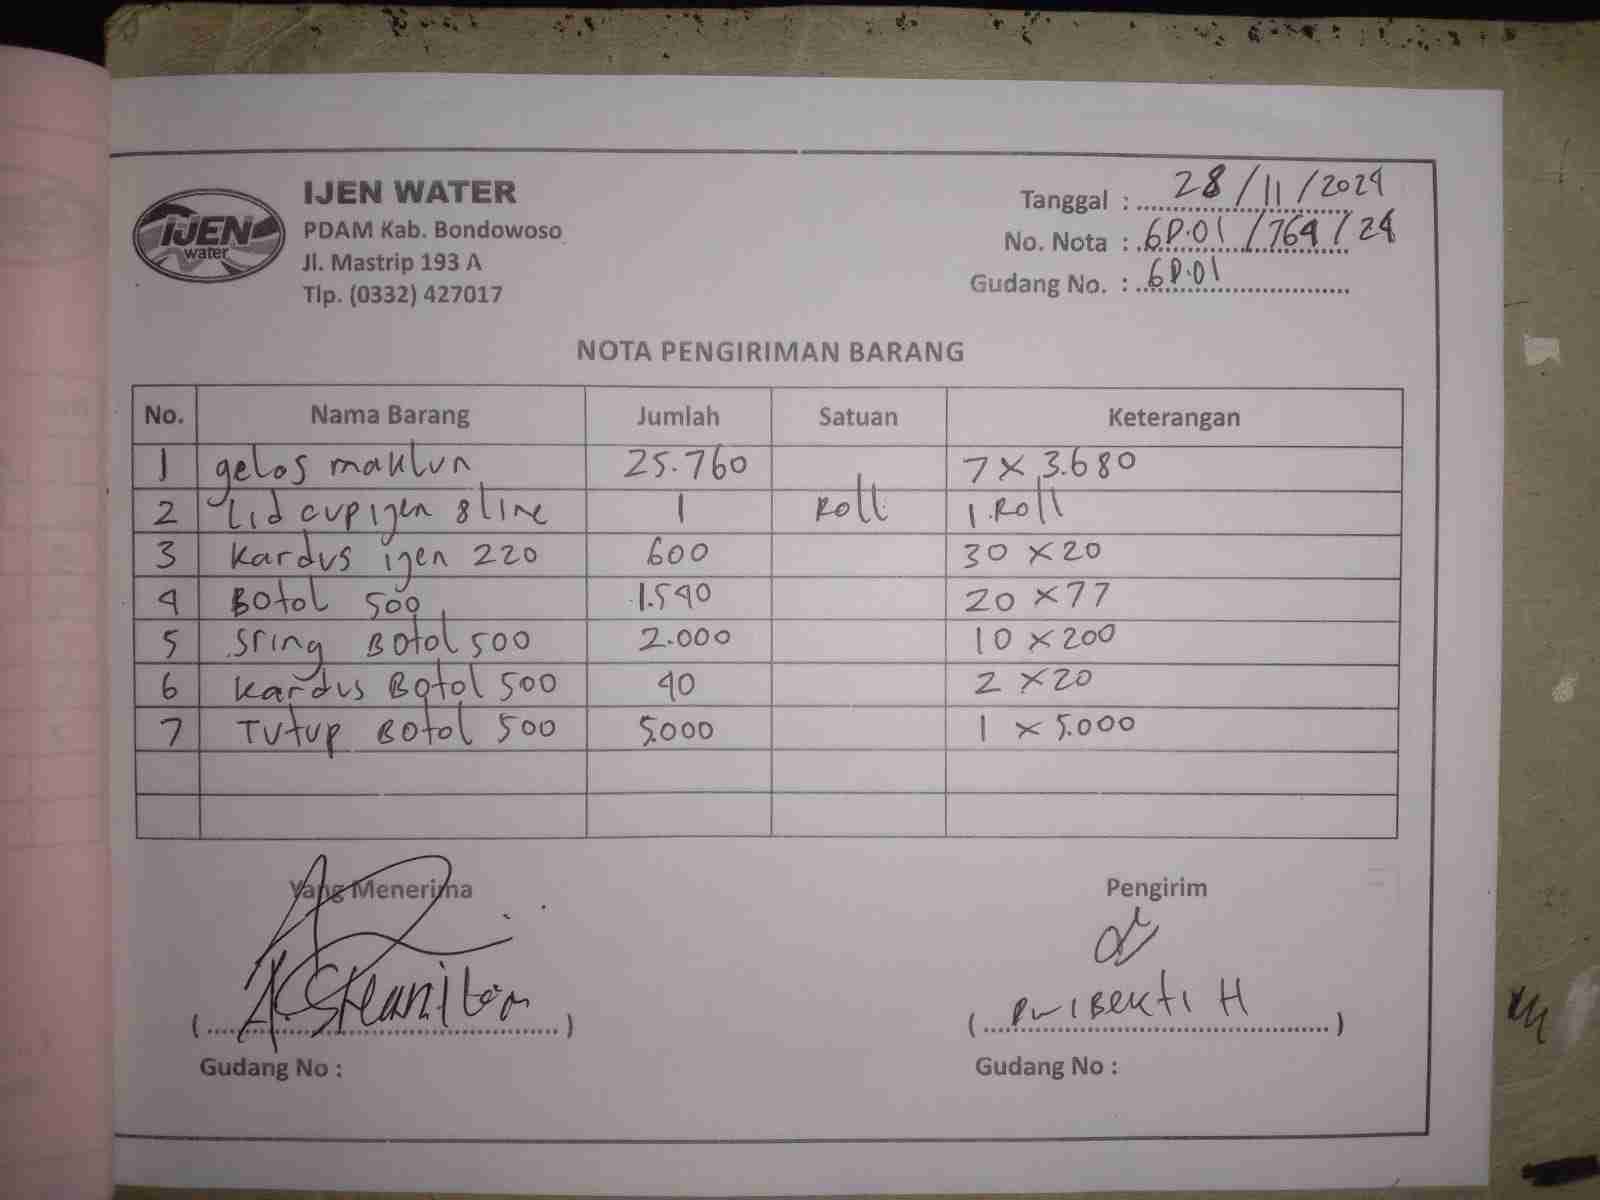 IJEN WATER
PDAM Kab. Bondowoso
Jl. Mastrip 193 A
Tlp. (0332) 427017
IJEN
water
Tanggal : 28/11/2024
No. Nota : GD.01/764/24
Gudang No. : GD.01
NOTA PENGIRIMAN BARANG
No. Nama Barang Jumlah Satuan Keterangan
1 gelas maklun 25.760 7 x 3.680
2 Lid cup ijen 8 line 1 Roll 1 Roll
3 Kardus ijen 220 600 30 x 20
4 Botol 500 1.540 20 x 77
5 Sring Botol 500 2.000 10 x 200
6 Kardus Botol 500 40 2 x 20
7 Tutup Botol 500 5.000 1 x 5.000
Yang Menerima Pengirim
( ) ( Dwi Bekti H )
Gudang No : Gudang No :